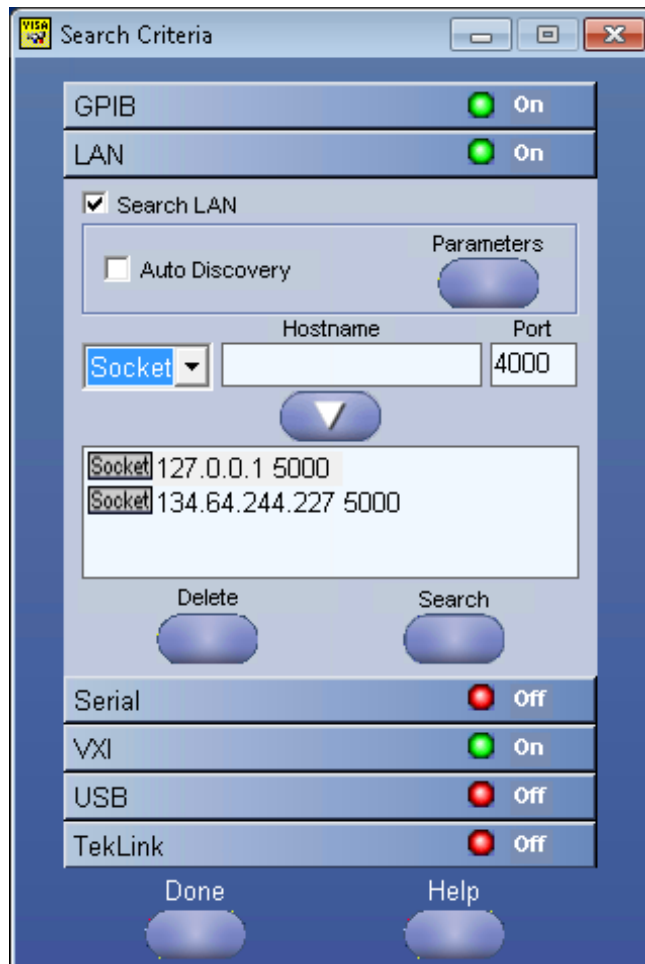 VISA
Search Criteria
GPIB On
LAN On
Search LAN
Auto Discovery
Parameters
Hostname Port
Socket 4000
Socket 127.0.0.1 5000
Socket 134.64.244.227 5000
Delete Search
Serial Off
VXI On
USB Off
TekLink Off
Done Help